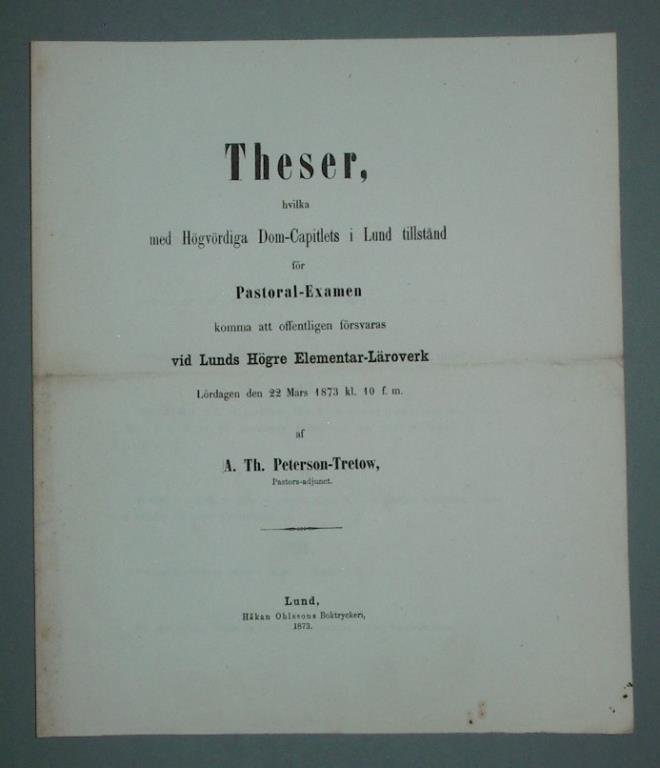 Theser,
hvilka
med Högvördiga Dom-Capitlets i Lund tillstånd
för
Pastoral-Examen
komma att offentligen försvaras
vid Lunds Högre Elementar-Läroverk
Lördagen den 22 Mars 1873 kl. 10 f. m.
af
A. Th. Peterson-Tretow,
Pastors-adjunct.
Lund,
Håkan Ohlssons Boktryckeri,
1873.